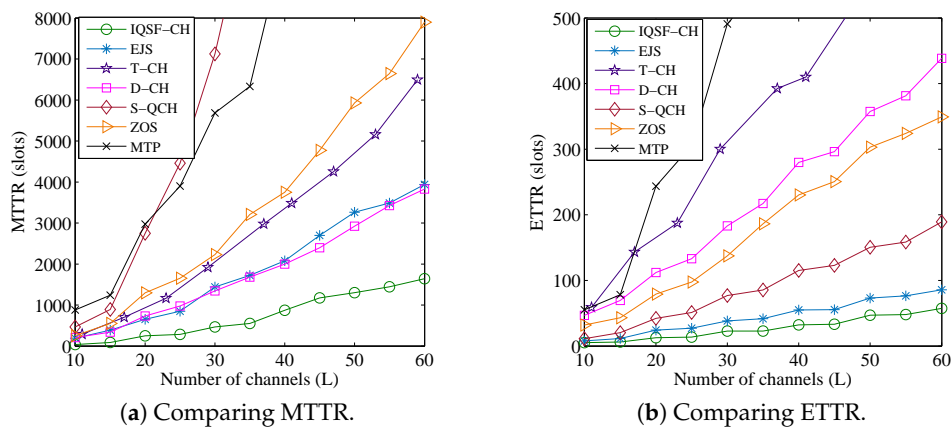 8000
7000
6000
5000
4000
3000
2000
1000
0
MTTR (slots)
IQSF−CH
EJS
T−CH
D−CH
S−QCH
ZOS
MTP
10 20 30 40 50 60
Number of channels (L)
(a) Comparing MTTR.
500
400
300
200
100
0
ETTR (slots)
IQSF−CH
EJS
T−CH
D−CH
S−QCH
ZOS
MTP
10 20 30 40 50 60
Number of channels (L)
(b) Comparing ETTR.